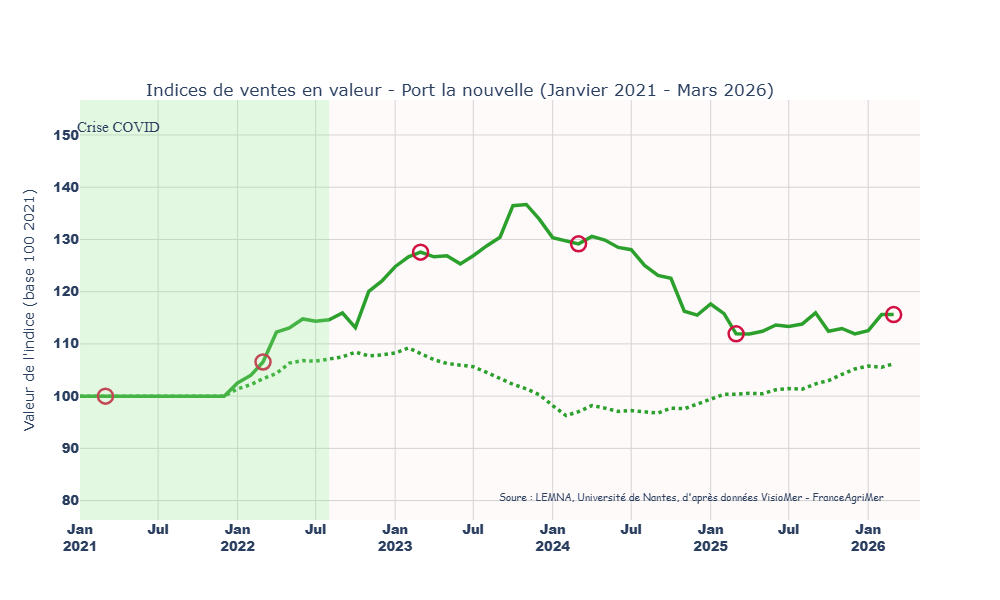 Indices de ventes en valeur - Port la nouvelle (Janvier 2021 - Mars 2026)
Crise COVID
Valeur de l'indice (base 100 2021)
150
140
130
120
110
100
90
80
Soure : LEMNA, Université de Nantes, d'après données VisioMer - FranceAgriMer
Jan Jul Jan Jul Jan Jul Jan Jul Jan Jul Jan
2021 2022 2023 2024 2025 2026